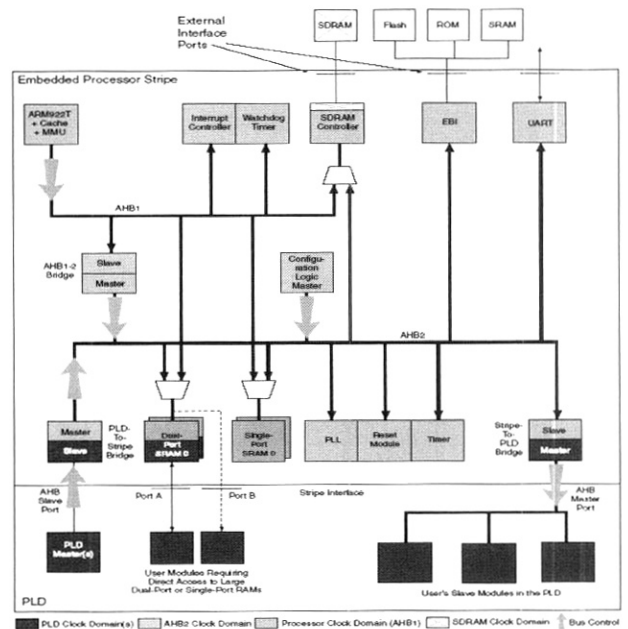 External
Interface
Ports
SDRAM
Flash
ROM
SRAM
Embedded Processor Stripe
ARM922T
+ Cache
+ MMU
Interrupt
Controller
Watchdog
Timer
SDRAM
Controller
EBI
UART
AHB1
AHB1-2
Bridge
Slave
Master
Configu-
ration
Logic
Master
AHB2
Master
Slave
PLD-
To-
Stripe
Bridge
Dual-
Port
SRAM 0
Single-
Port
SRAM 0
PLL
Reset
Module
Timer
Stripe-
To-
PLD
Bridge
Slave
Master
AHB
Slave
Port
Port A
Port B
Stripe Interface
AHB
Master
Port
PLD
Master(s)
User Modules Requiring
Direct Access to Large
Dual-Port or Single-Port RAMs
User's Slave Modules in the PLD
PLD
PLD Clock Domain(s)
AHB2 Clock Domain
Processor Clock Domain (AHB1)
SDRAM Clock Domain
Bus Control